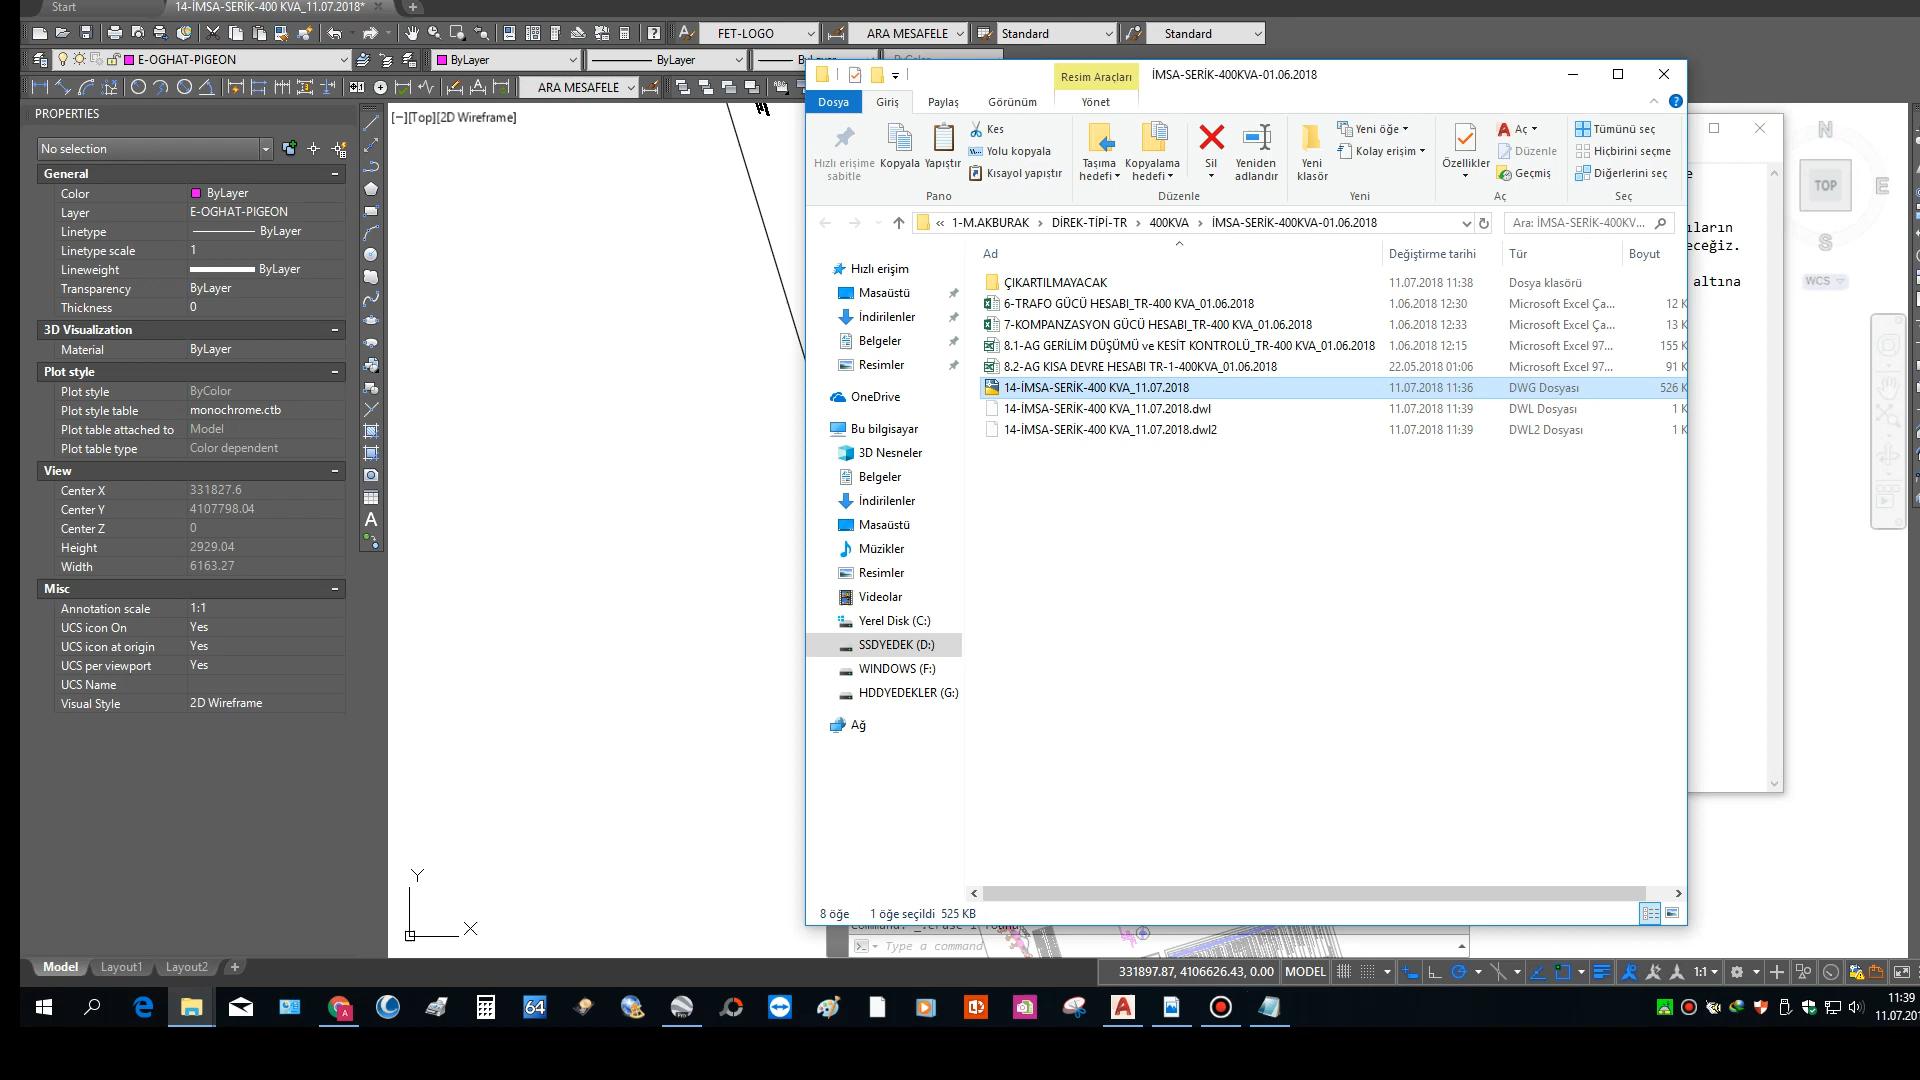 Start
14-İMSA-SERİK-400 KVA_11.07.2018*
FET-LOGO
ARA MESAFELE
Standard
Standard
E-OGHAT-PIGEON
ByLayer
ByLayer
ByLayer
ByColor
ARA MESAFELE
PROPERTIES
No selection
General
Color
ByLayer
Layer
E-OGHAT-PIGEON
Linetype
ByLayer
Linetype scale
1
Lineweight
ByLayer
Transparency
ByLayer
Thickness
0
3D Visualization
Material
ByLayer
Plot style
Plot style
ByColor
Plot style table
monochrome.ctb
Plot table attached to
Model
Plot table type
Color dependent
View
Center X
331827.6
Center Y
4107798.04
Center Z
0
Height
2929.04
Width
6163.27
Misc
Annotation scale
1:1
UCS icon On
Yes
UCS icon at origin
Yes
UCS per viewport
Yes
UCS Name
Visual Style
2D Wireframe
[−][Top][2D Wireframe]
Resim Araçları
İMSA-SERİK-400KVA-01.06.2018
Dosya
Giriş
Paylaş
Görünüm
Yönet
Hızlı erişime sabitle
Kopyala
Yapıştır
Kes
Yolu kopyala
Kısayol yapıştır
Pano
Taşıma hedefi
Kopyalama hedefi
Sil
Yeniden adlandır
Düzenle
Yeni klasör
Yeni öğe
Kolay erişim
Yeni
Özellikler
Aç
Düzenle
Geçmiş
Aç
Tümünü seç
Hiçbirini seçme
Diğerlerini seç
Seç
« 1-M.AKBURAK > DİREK-TİPİ-TR > 400KVA > İMSA-SERİK-400KVA-01.06.2018
Ara: İMSA-SERİK-400KV...
Ad
Değiştirme tarihi
Tür
Boyut
ÇIKARTILMAYACAK
11.07.2018 11:38
Dosya klasörü
6-TRAFO GÜCÜ HESABI_TR-400 KVA_01.06.2018
1.06.2018 12:30
Microsoft Excel Ça...
12 K
7-KOMPANZASYON GÜCÜ HESABI_TR-400 KVA_01.06.2018
1.06.2018 12:33
Microsoft Excel Ça...
13 K
8.1-AG GERİLİM DÜŞÜMÜ ve KESİT KONTROLÜ_TR-400 KVA_01.06.2018
1.06.2018 12:15
Microsoft Excel 97...
155 K
8.2-AG KISA DEVRE HESABI TR-1-400KVA_01.06.2018
22.05.2018 01:06
Microsoft Excel 97...
91 K
14-İMSA-SERİK-400 KVA_11.07.2018
11.07.2018 11:36
DWG Dosyası
526 K
14-İMSA-SERİK-400 KVA_11.07.2018.dwl
11.07.2018 11:39
DWL Dosyası
1 K
14-İMSA-SERİK-400 KVA_11.07.2018.dwl2
11.07.2018 11:39
DWL2 Dosyası
1 K
Hızlı erişim
Masaüstü
İndirilenler
Belgeler
Resimler
OneDrive
Bu bilgisayar
3D Nesneler
Belgeler
İndirilenler
Masaüstü
Müzikler
Resimler
Videolar
Yerel Disk (C:)
SSDYEDEK (D:)
WINDOWS (F:)
HDDYEDEKLER (G:)
Ağ
8 öğe
1 öğe seçildi 525 KB
e
ıların
eceğiz.
altına
N
TOP
E
S
WCS
Y
X
Type a command
Model
Layout1
Layout2
331897.87, 4106626.43, 0.00
MODEL
1:1
64
11:39
11.07.201